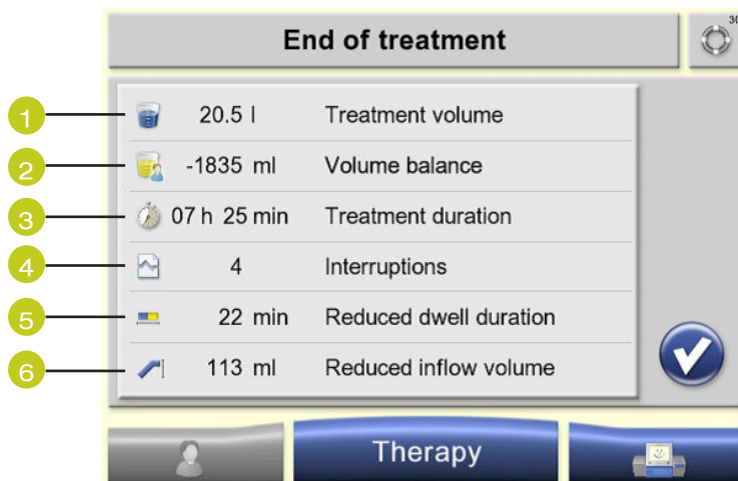 End of treatment
30
1 20.5 l Treatment volume
2 -1835 ml Volume balance
3 07 h 25 min Treatment duration
4 4 Interruptions
5 22 min Reduced dwell duration
6 113 ml Reduced inflow volume
Therapy